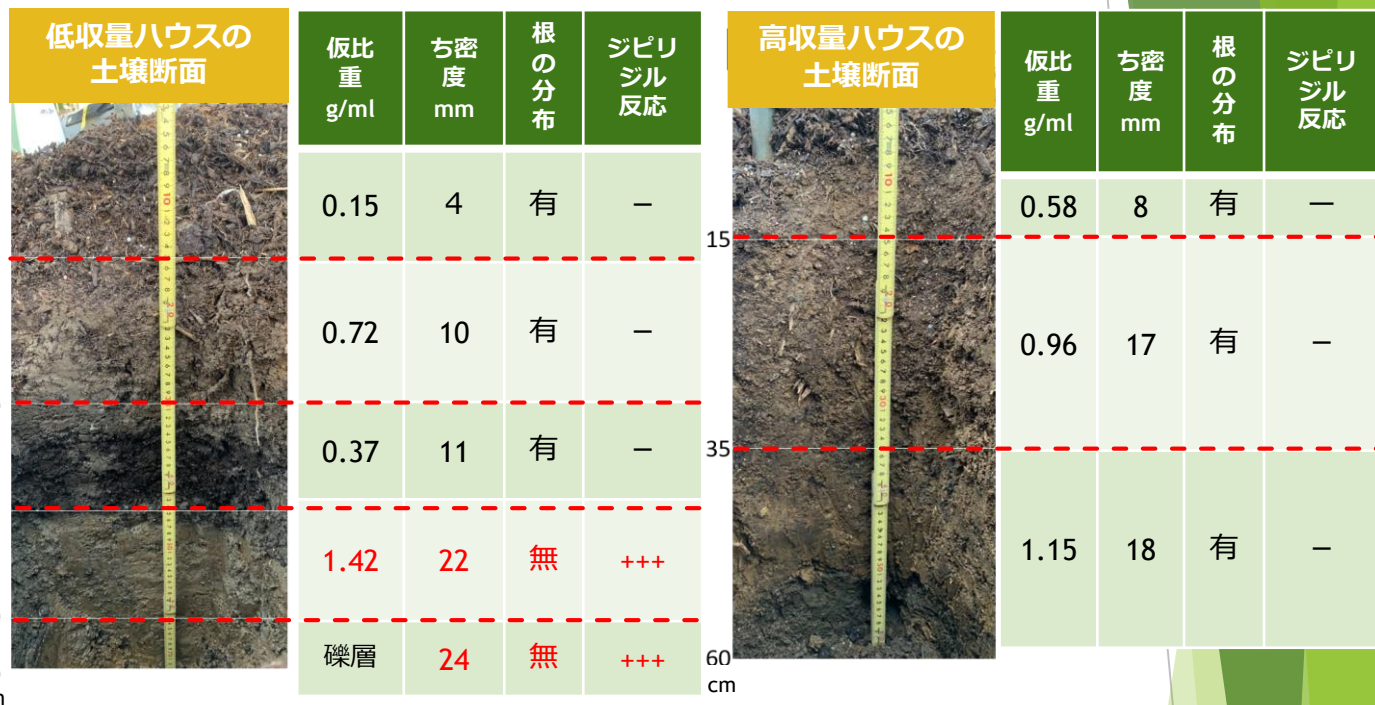 低収量ハウスの
土壌断面
仮比
重
g/ml
ち密
度
mm
根
の
分
布
ジピリ
ジル
反応
0.15 4 有 −
0.72 10 有 −
0.37 11 有 −
1.42 22 無 +++
礫層 24 無 +++
高収量ハウスの
土壌断面
仮比
重
g/ml
ち密
度
mm
根
の
分
布
ジピリ
ジル
反応
15
0.58 8 有 −
35
0.96 17 有 −
1.15 18 有 −
60
cm